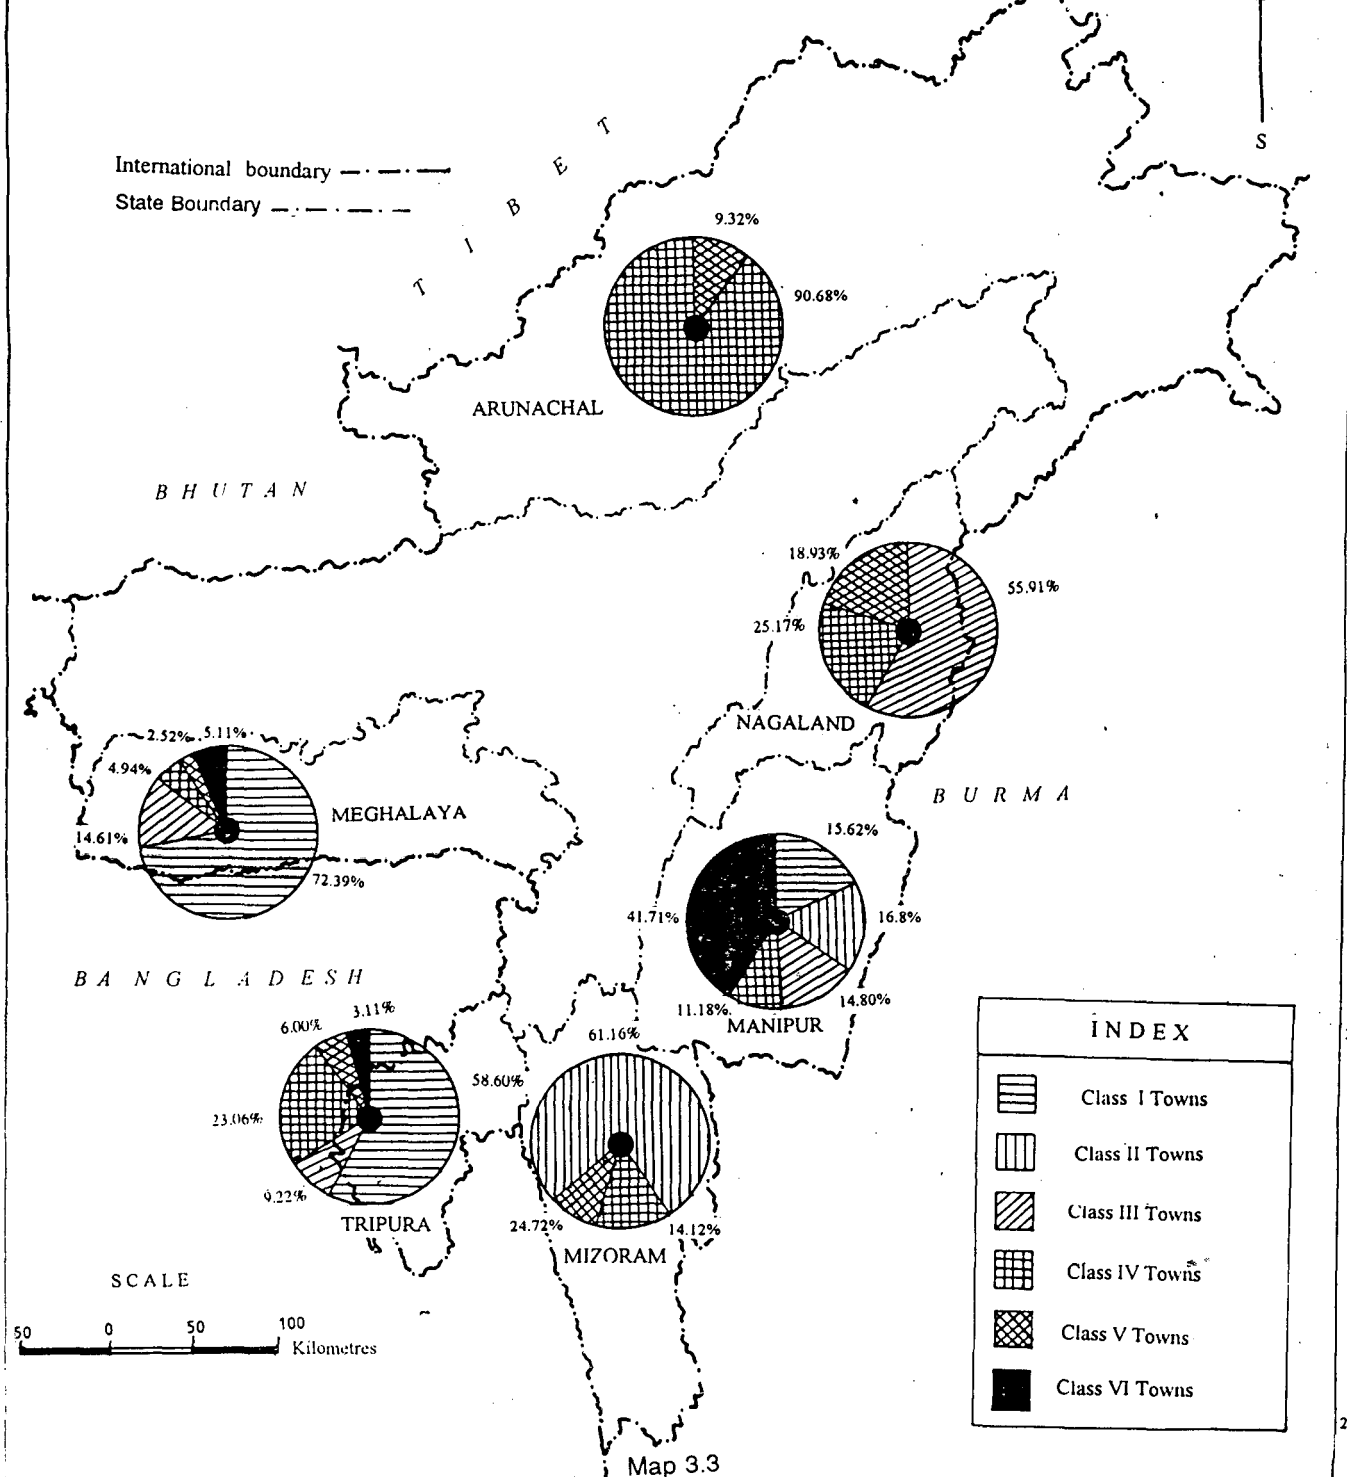 S
International boundary
State Boundary
T I B E T
9.32%
90.68%
ARUNACHAL
B H U T A N
18.93%
55.91%
25.17%
NAGALAND
2.52%
5.11%
4.94%
MEGHALAYA
14.61%
72.39%
B U R M A
15.62%
41.71%
16.8%
14.80%
11.18%
MANIPUR
B A N G L A D E S H
3.11%
6.00%
61.16%
58.60%
23.06%
9.22%
TRIPURA
24.72%
14.12%
MIZORAM
INDEX
Class I Towns
Class II Towns
Class III Towns
Class IV Towns
Class V Towns
Class VI Towns
SCALE
50 0 50 100
Kilometres
2
Map 3.3